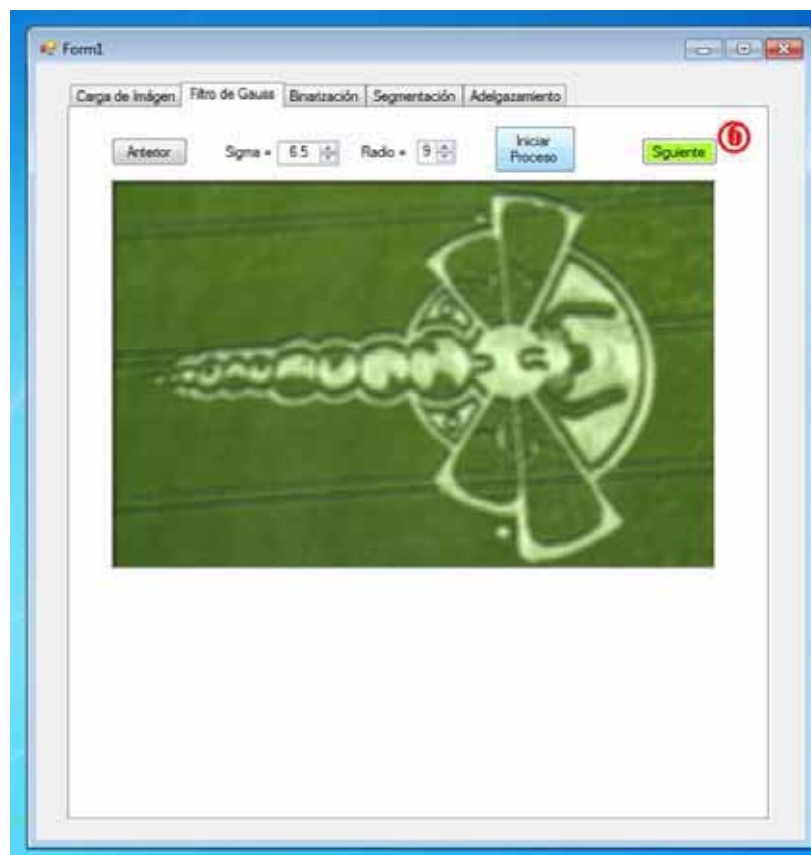 Form1
Carga de Imágen Filtro de Gauss Binarización Segmentación Adelgazamiento
Anterior Sigma = 6.5 Radio = 9 Iniciar Proceso Siguiente 6